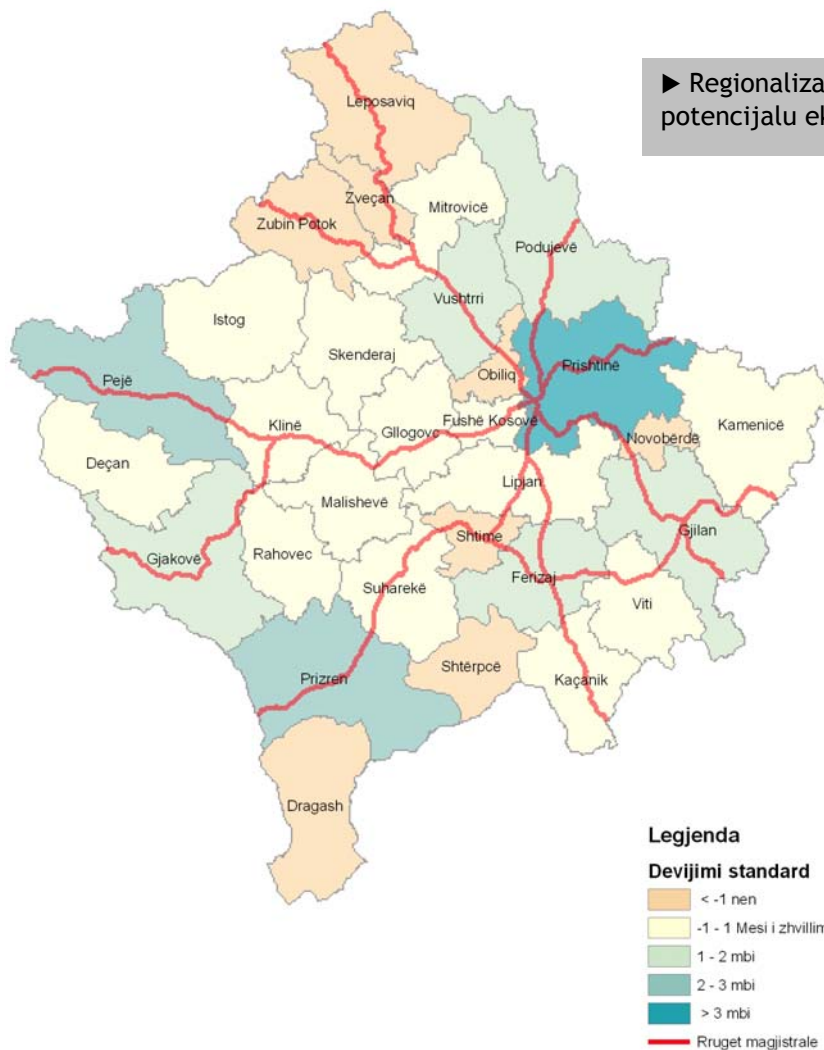 ▶ Regionaliza
potencijalu ek
Leposaviq
Zveçan
Mitrovicë
Zubin Potok
Podujevë
Vushtrri
Istog
Skenderaj
Obiliq
Prishtinë
Pejë
Klinë
Gllogovc
Fushë Kosovë
Novobërdë
Kamenicë
Deçan
Lipjan
Malishevë
Shtime
Gjilan
Gjakovë
Rahovec
Ferizaj
Suharekë
Viti
Shtërpcë
Prizren
Kaçanik
Dragash
Legjenda
Devijimi standard
< -1 nen
-1 - 1 Mesi i zhvillim
1 - 2 mbi
2 - 3 mbi
> 3 mbi
Rruget magjistrale